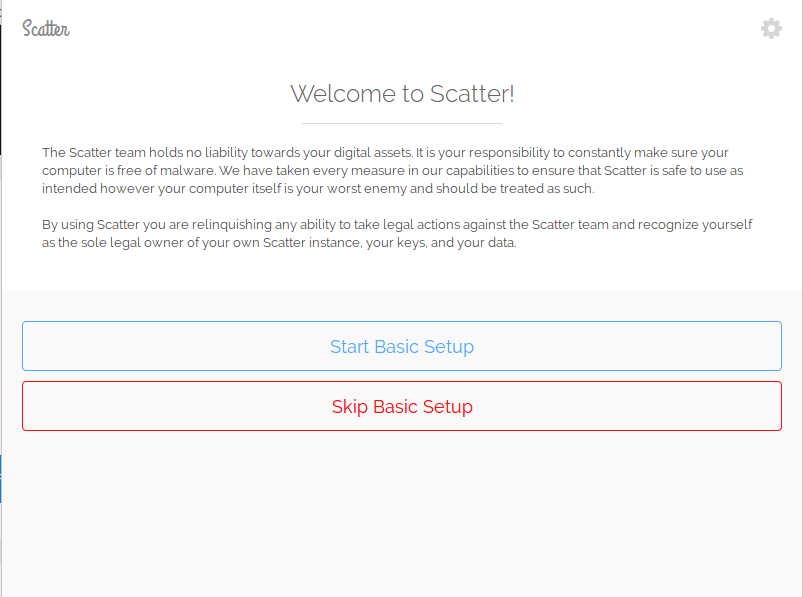 Scatter
Welcome to Scatter!
The Scatter team holds no liability towards your digital assets. It is your responsibility to constantly make sure your
computer is free of malware. We have taken every measure in our capabilities to ensure that Scatter is safe to use as
intended however your computer itself is your worst enemy and should be treated as such.
By using Scatter you are relinquishing any ability to take legal actions against the Scatter team and recognize yourself
as the sole legal owner of your own Scatter instance, your keys, and your data.
Start Basic Setup
Skip Basic Setup